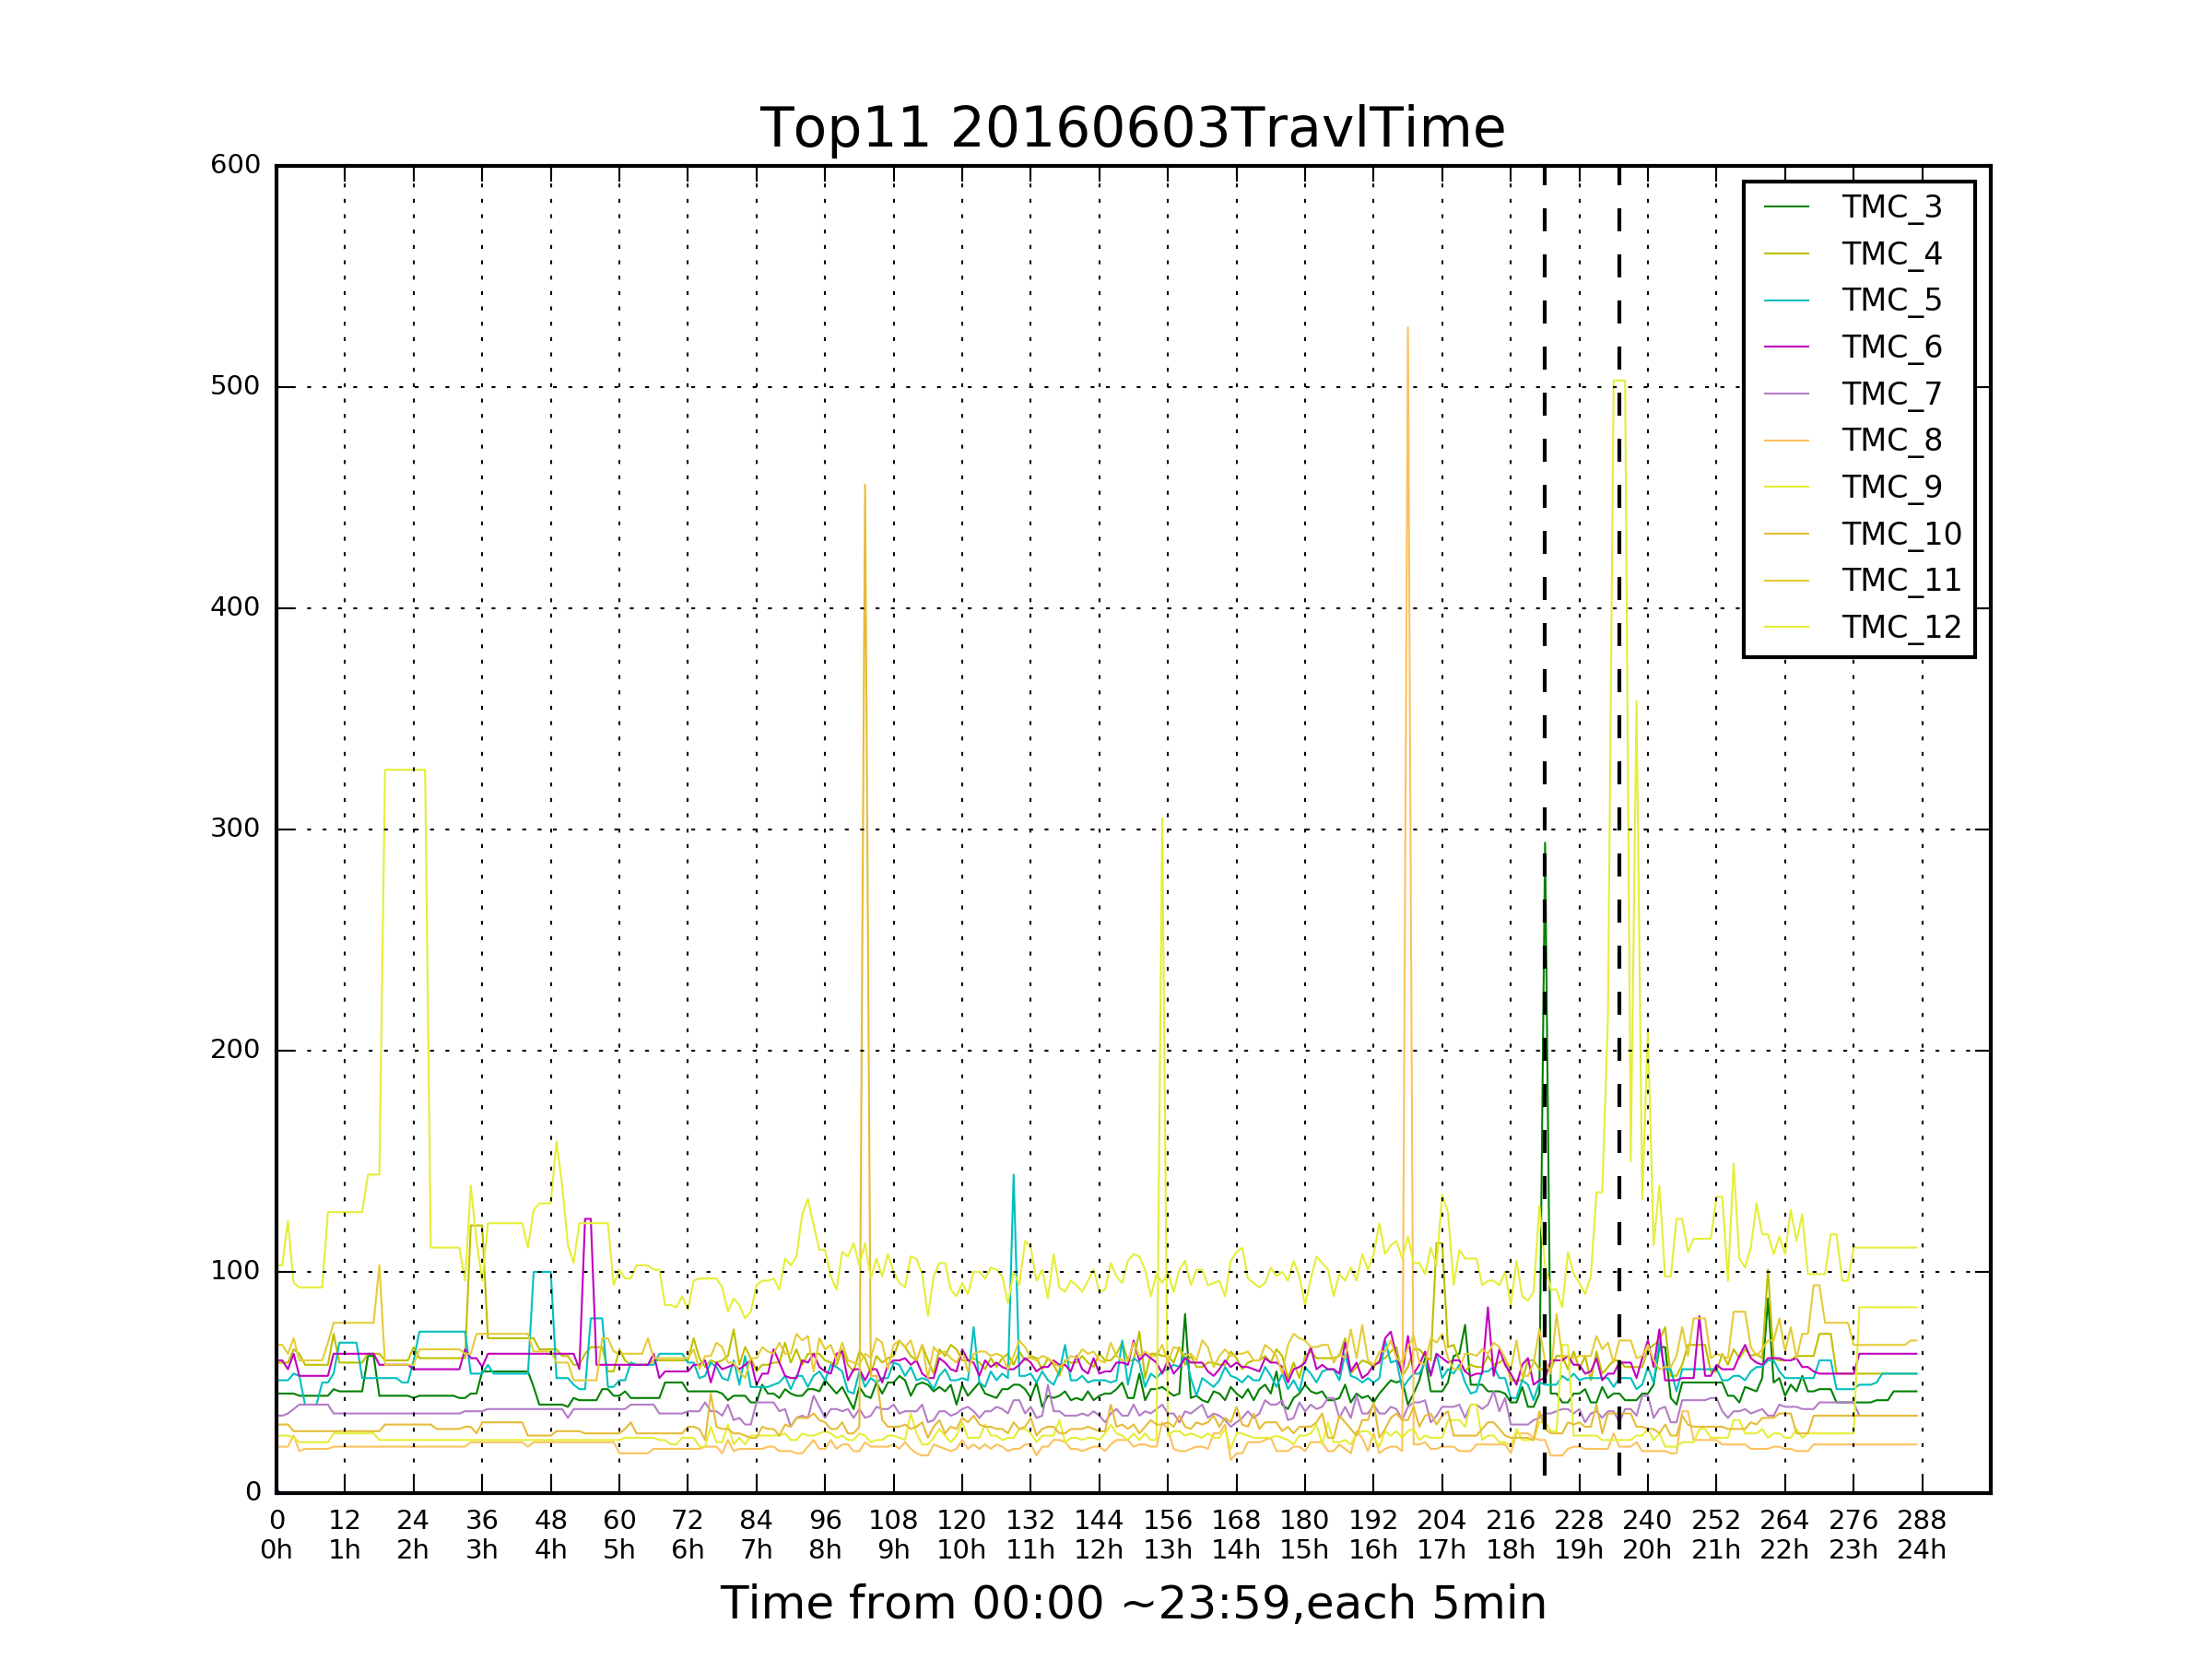 Top11 20160603TravlTime
600
500
400
300
200
100
0
TMC_3
TMC_4
TMC_5
TMC_6
TMC_7
TMC_8
TMC_9
TMC_10
TMC_11
TMC_12
0 12 24 36 48 60 72 84 96 108 120 132 144 156 168 180 192 204 216 228 240 252 264 276 288
0h 1h 2h 3h 4h 5h 6h 7h 8h 9h 10h 11h 12h 13h 14h 15h 16h 17h 18h 19h 20h 21h 22h 23h 24h
Time from 00:00 ~23:59,each 5min